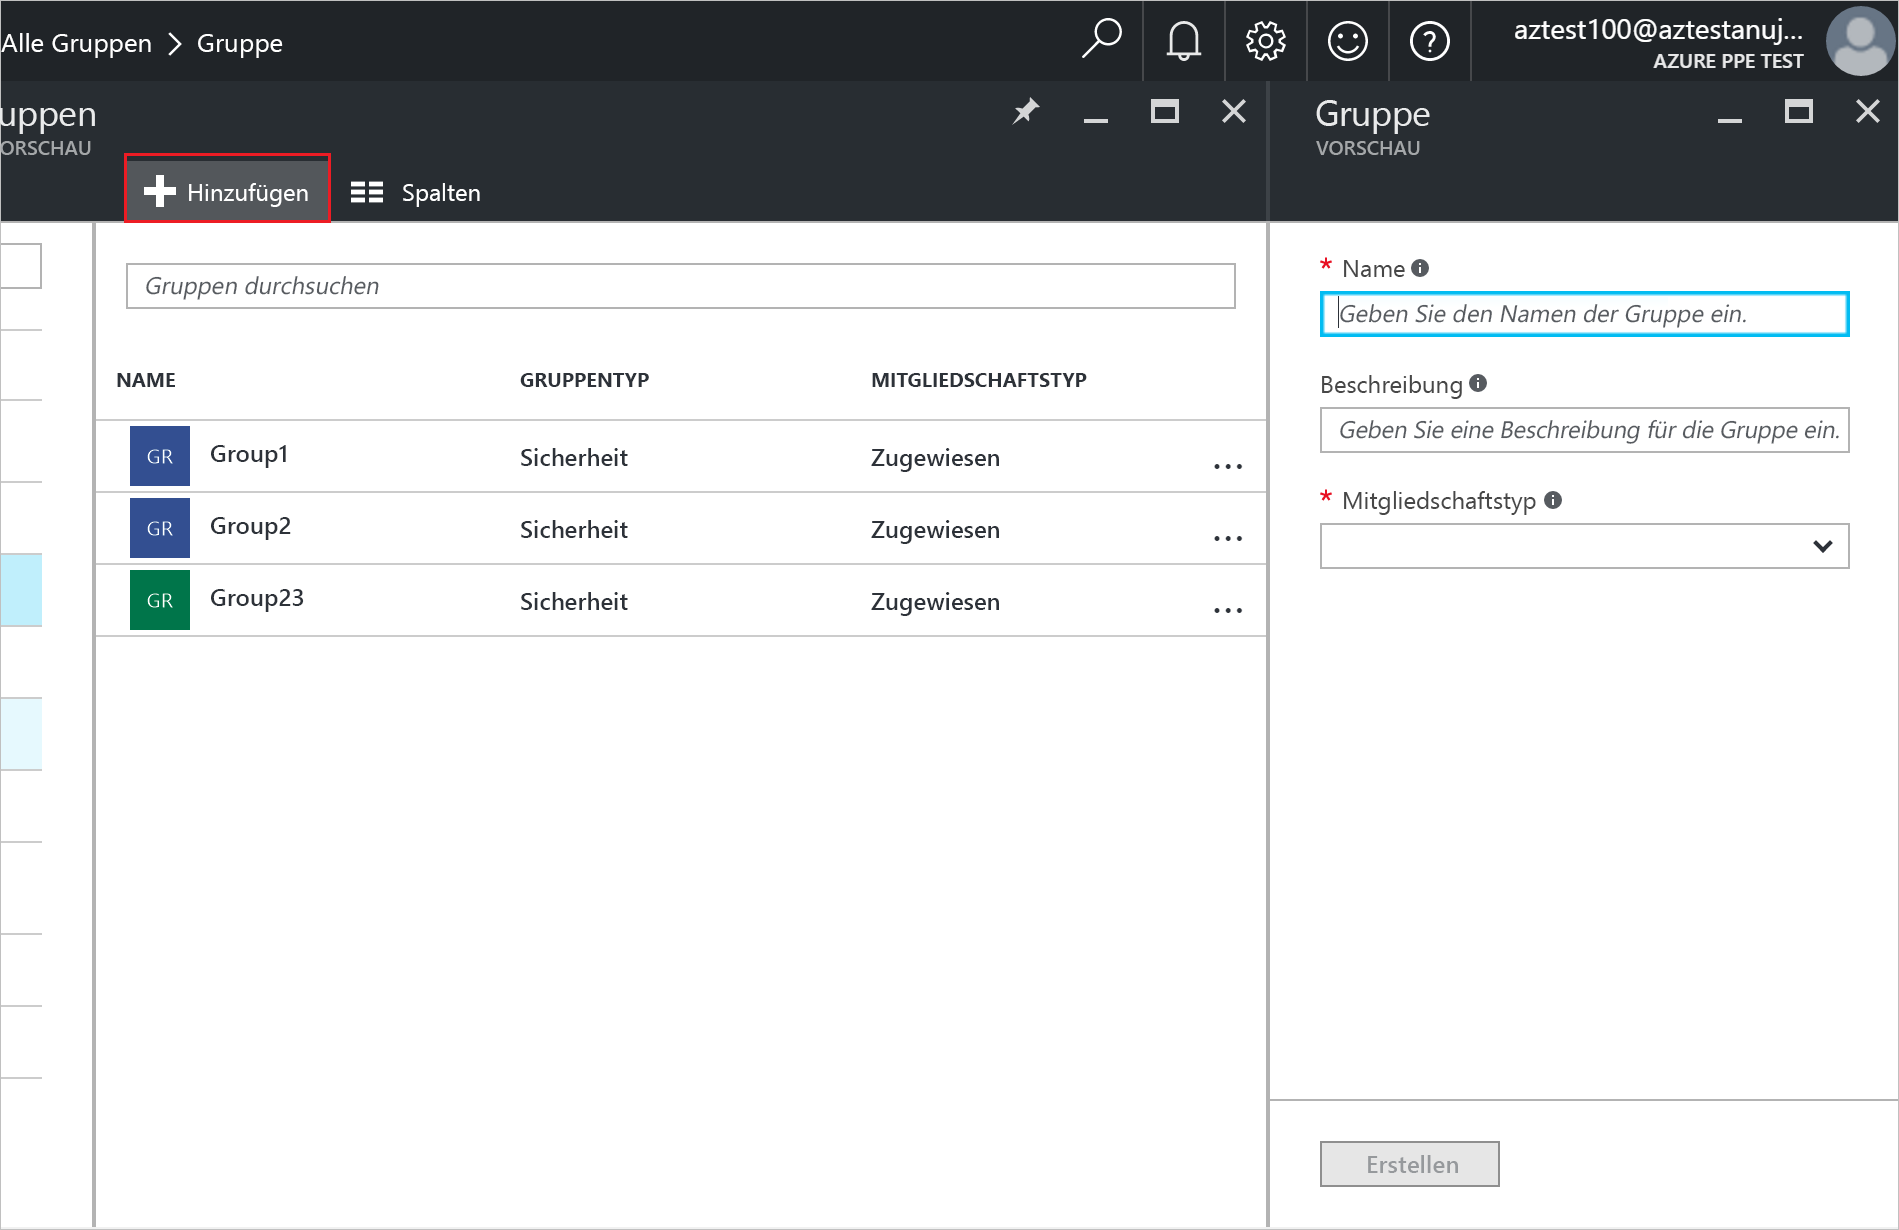 Alle Gruppen > Gruppe
aztest100@aztestanuj...
AZURE PPE TEST
uppen
ORSCHAU
Hinzufügen
Spalten
Gruppen durchsuchen
NAME GRUPPENTYP MITGLIEDSCHAFTSTYP
GR Group1 Sicherheit Zugewiesen ...
GR Group2 Sicherheit Zugewiesen ...
GR Group23 Sicherheit Zugewiesen ...
Gruppe
VORSCHAU
* Name
Geben Sie den Namen der Gruppe ein.
Beschreibung
Geben Sie eine Beschreibung für die Gruppe ein.
* Mitgliedschaftstyp
Erstellen